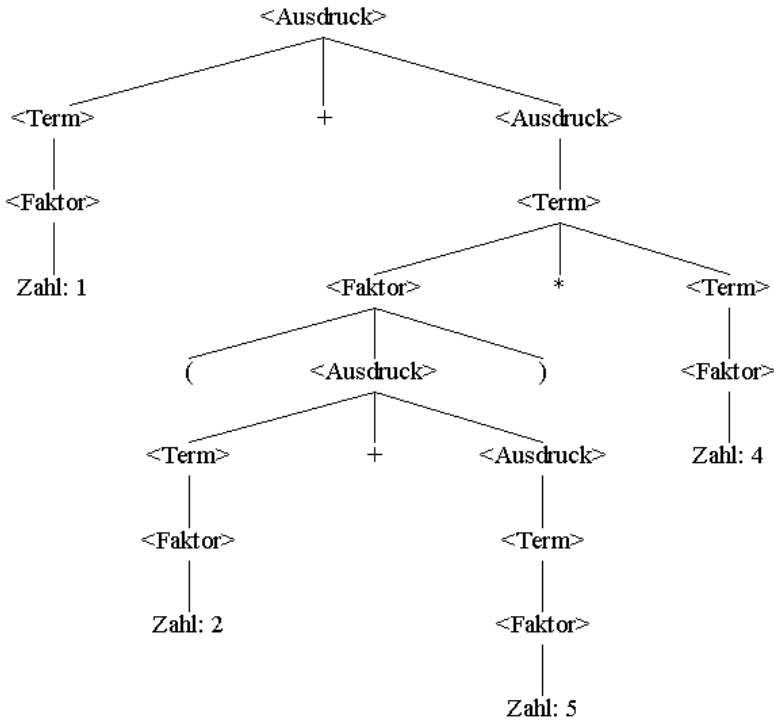 <Ausdruck>
<Term> + <Ausdruck>
<Faktor> <Term>
Zahl: 1 <Faktor> * <Term>
( <Ausdruck> ) <Faktor>
<Term> + <Ausdruck> Zahl: 4
<Faktor> <Term>
Zahl: 2 <Faktor>
Zahl: 5